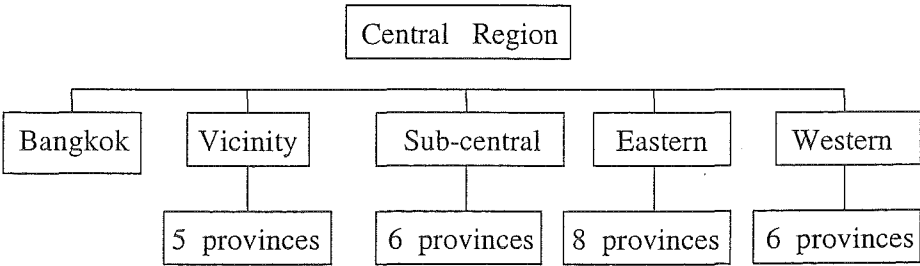 Central Region
Bangkok
Vicinity
Sub-central
Eastern
Western
5 provinces
6 provinces
8 provinces
6 provinces